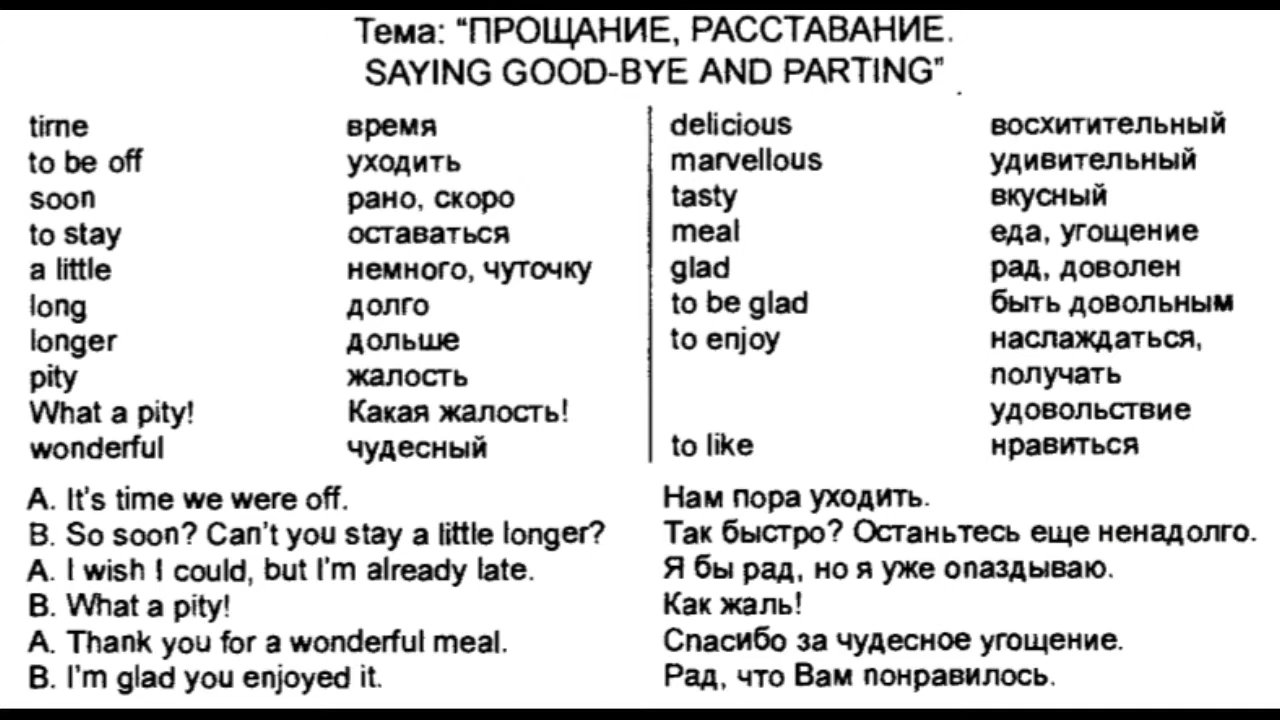 Тема: "ПРОЩАНИЕ, РАССТАВАНИЕ.
SAYING GOOD-BYE AND PARTING"
time время
to be off уходить
soon рано, скоро
to stay оставаться
a little немного, чуточку
long долго
longer дольше
pity жалость
What a pity! Какая жалость!
wonderful чудесный
delicious восхитительный
marvellous удивительный
tasty вкусный
meal еда, угощение
glad рад, доволен
to be glad быть довольным
to enjoy наслаждаться,
получать
удовольствие
to like нравиться
A. It's time we were off. Нам пора уходить.
B. So soon? Can't you stay a little longer? Так быстро? Останьтесь еще ненадолго.
A. I wish I could, but I'm already late. Я бы рад, но я уже опаздываю.
B. What a pity! Как жаль!
A. Thank you for a wonderful meal. Спасибо за чудесное угощение.
B. I'm glad you enjoyed it. Рад, что Вам понравилось.